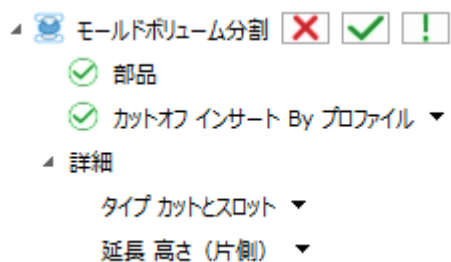 モールドボリューム分割
部品
カットオフ インサート By プロファイル
詳細
タイプ カットとスロット
延長 高さ（片側）